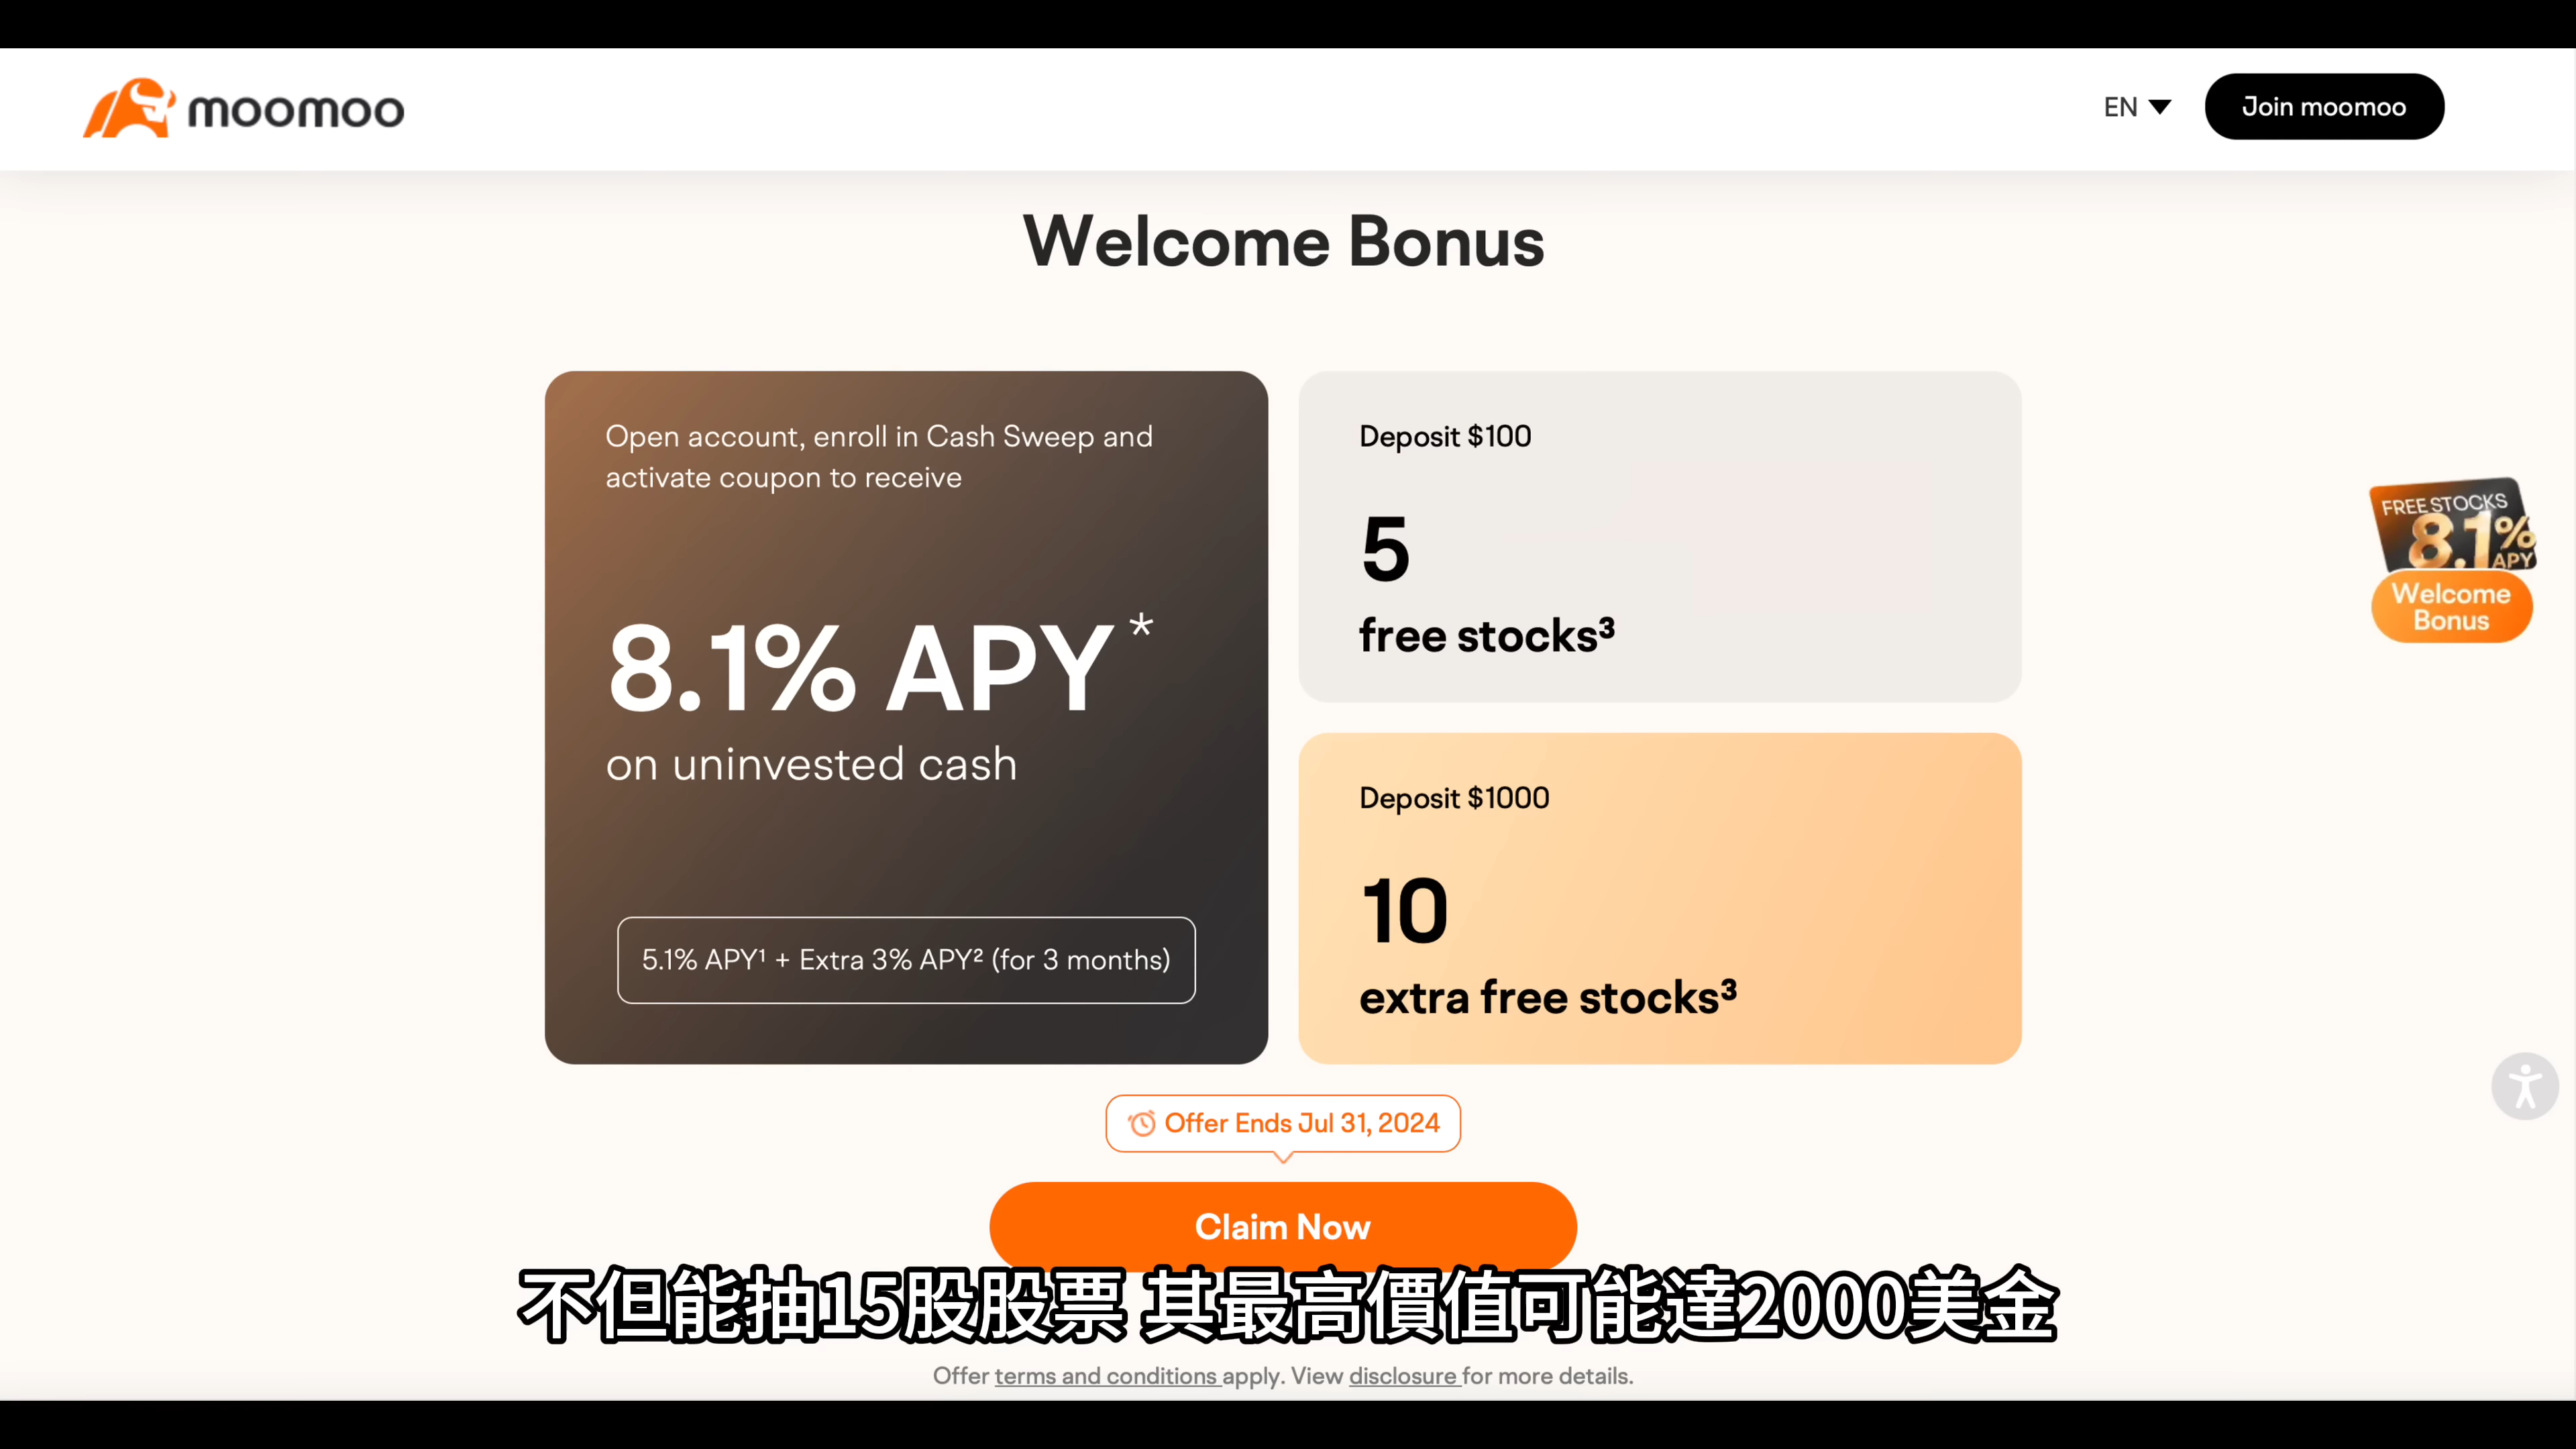 moomoo
EN
Join moomoo
Welcome Bonus
Open account, enroll in Cash Sweep and
activate coupon to receive
8.1% APY*
on uninvested cash
5.1% APY¹ + Extra 3% APY² (for 3 months)
Deposit $100
5
free stocks³
Deposit $1000
10
extra free stocks³
FREE STOCKS
8.1%
APY
Welcome
Bonus
Offer Ends Jul 31, 2024
Claim Now
不但能抽15股股票 其最高價值可能達2000美金
Offer terms and conditions apply. View disclosure for more details.